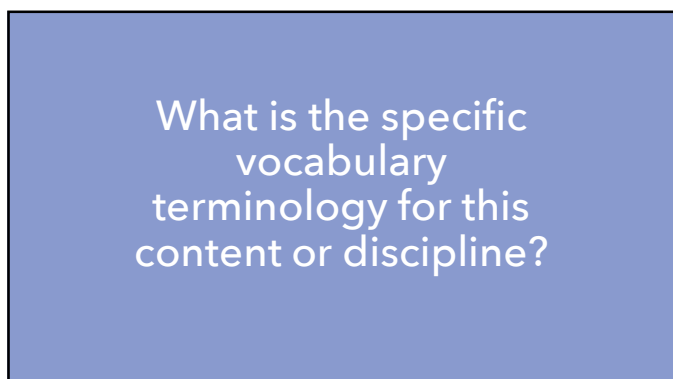 What is the specific
vocabulary
terminology for this
content or discipline?